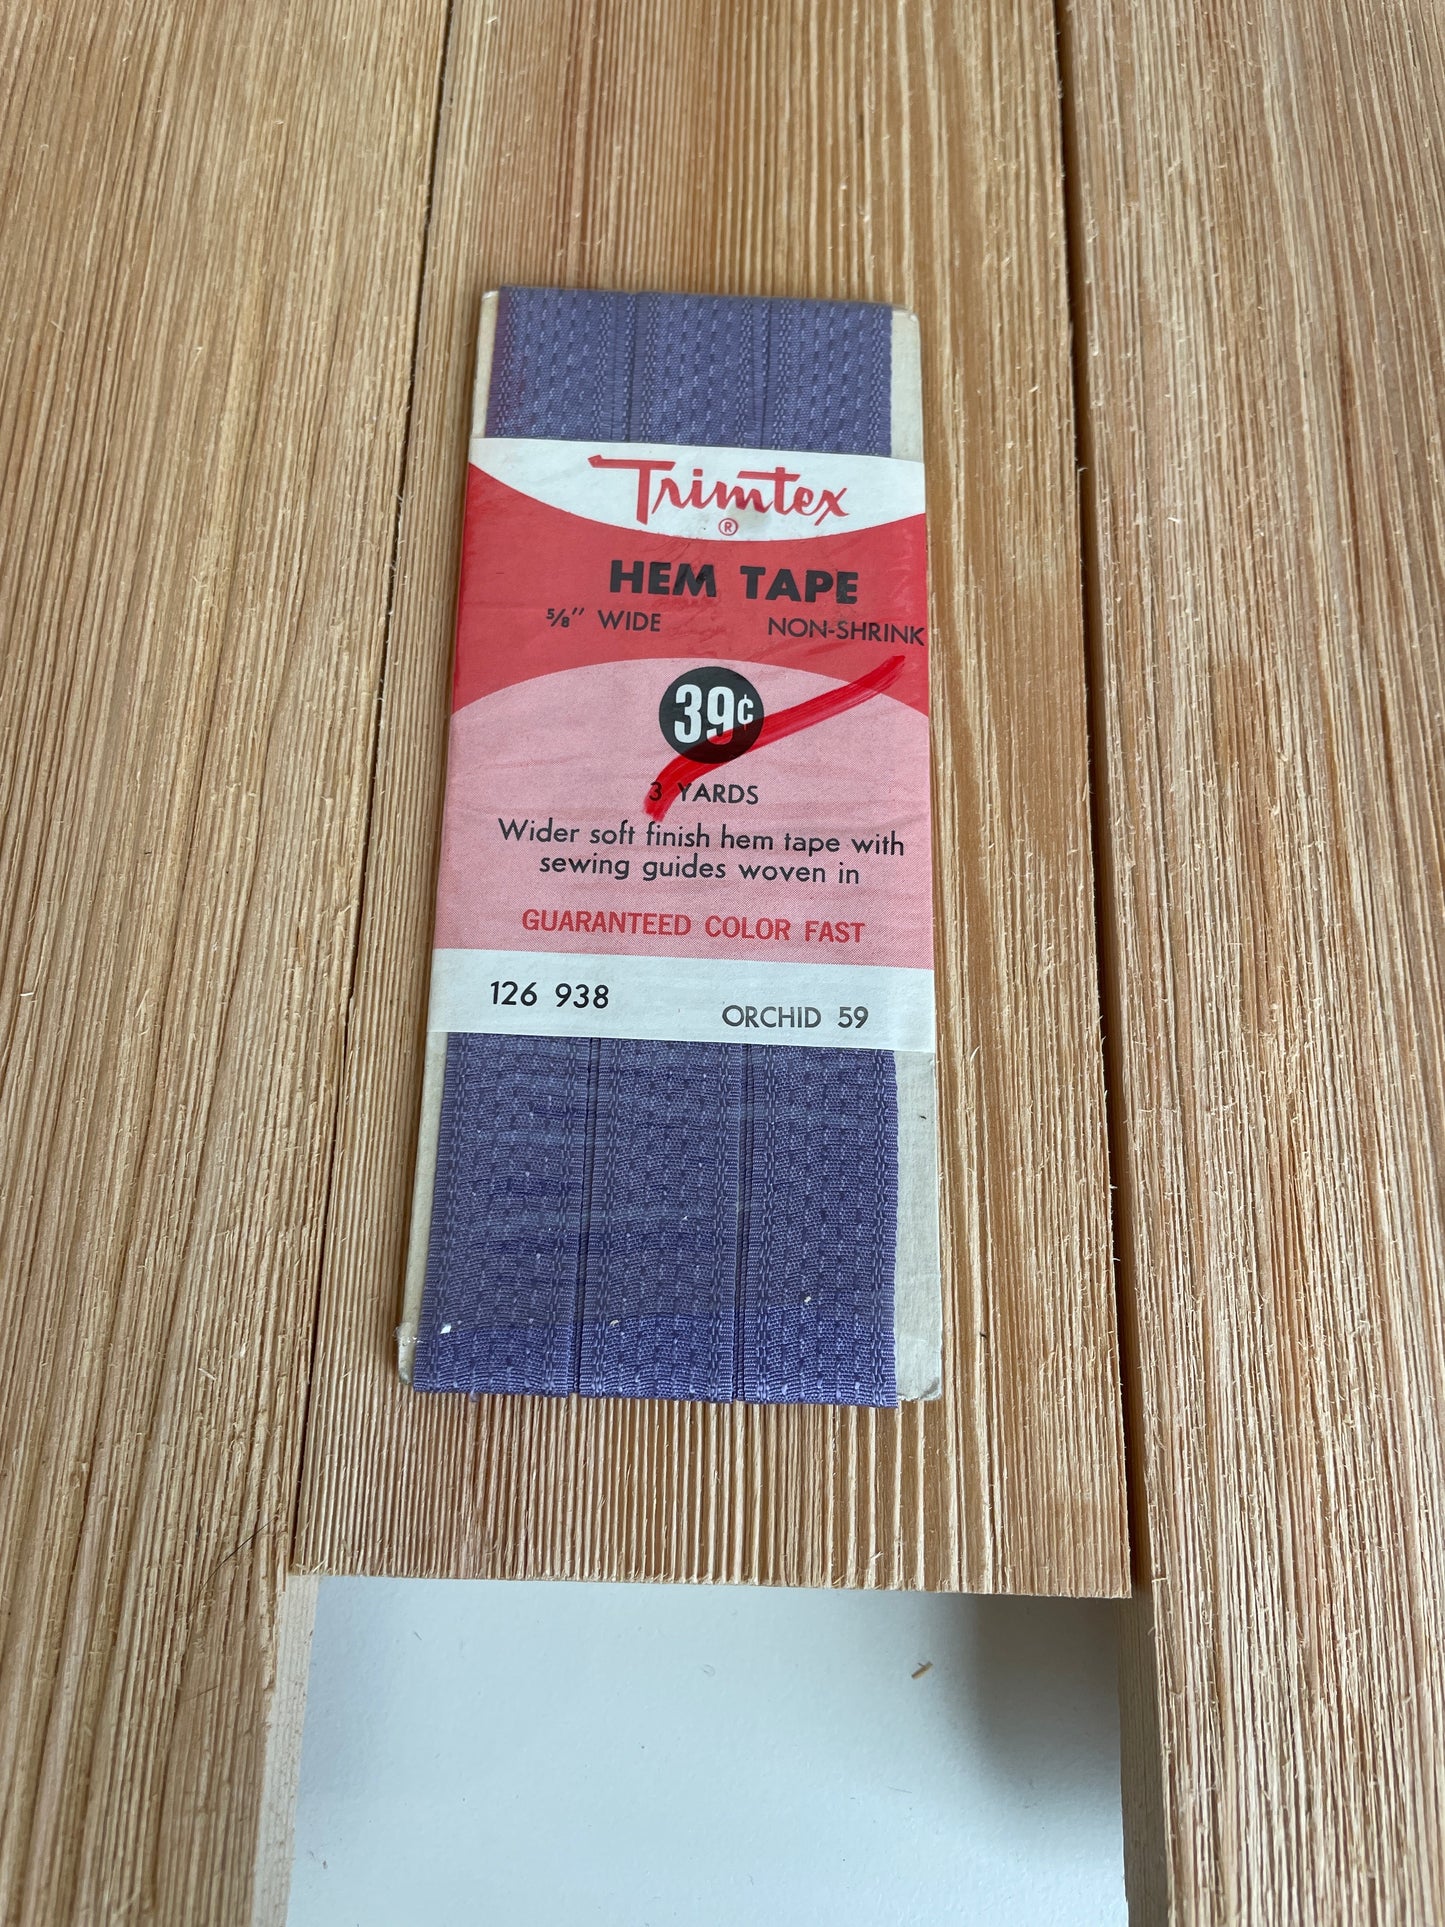 Trimtex
®
HEM TAPE
5/8" WIDE NON-SHRINK
39¢
3 YARDS
Wider soft finish hem tape with
sewing guides woven in
GUARANTEED COLOR FAST
126 938 ORCHID 59